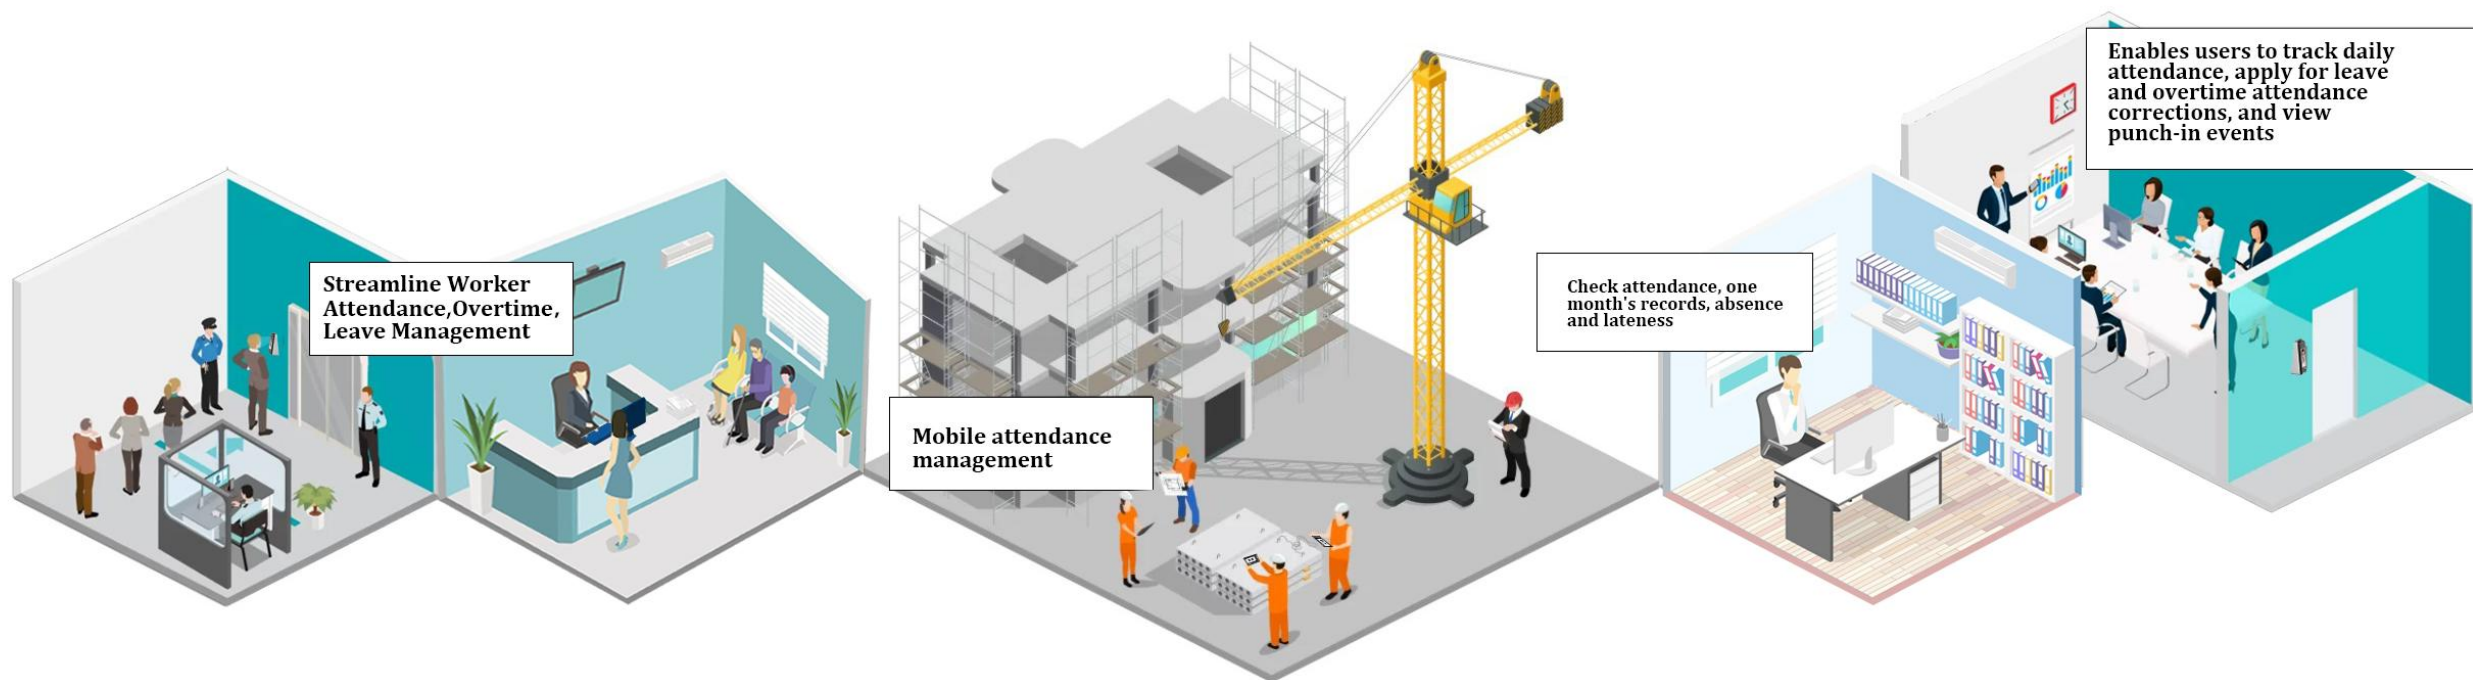 Streamline Worker
Attendance,Overtime,
Leave Management
Mobile attendance
management
Check attendance, one
month's records, absence
and lateness
Enables users to track daily
attendance, apply for leave
and overtime attendance
corrections, and view
punch-in events